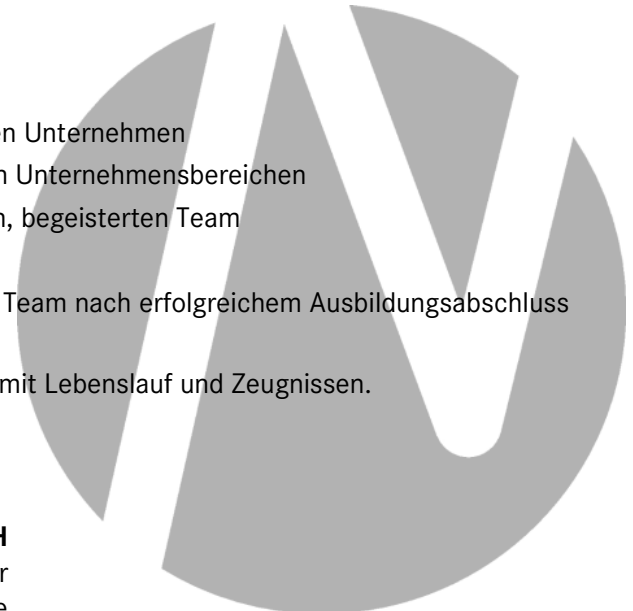 en Unternehmen
n Unternehmensbereichen
n, begeisterten Team
Team nach erfolgreichem Ausbildungsabschluss
mit Lebenslauf und Zeugnissen.
H
r
e